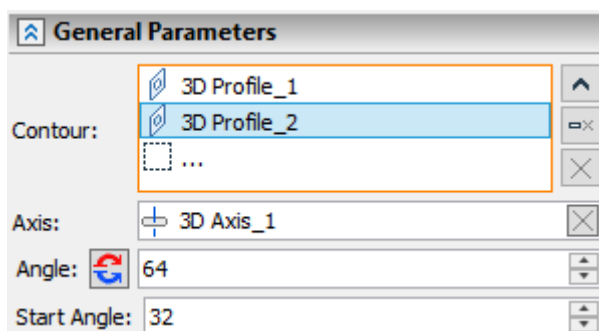 General Parameters
3D Profile_1
Contour: 3D Profile_2
...
Axis: 3D Axis_1
Angle: 64
Start Angle: 32